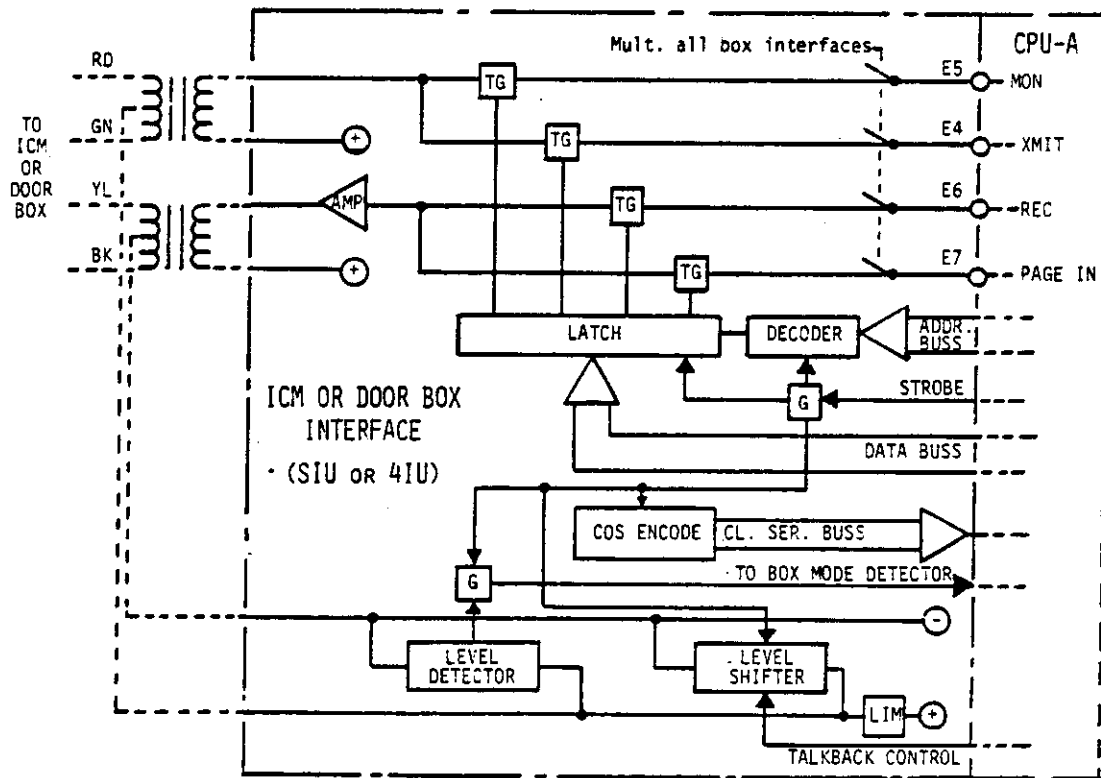 Mult. all box interfaces
CPU-A
RD
TG
E5
MON
TO
ICM
OR
DOOR
BOX
GN
+
TG
E4
XMIT
YL
AMP
TG
E6
REC
BK
+
TG
E7
PAGE IN
LATCH
DECODER
ADDR.
BUSS
G
STROBE
ICM OR DOOR BOX
INTERFACE
(SIU OR 4IU)
DATA BUSS
COS ENCODE
CL. SER. BUSS
G
TO BOX MODE DETECTOR
-
LEVEL
DETECTOR
LEVEL
SHIFTER
LIM
+
TALKBACK CONTROL